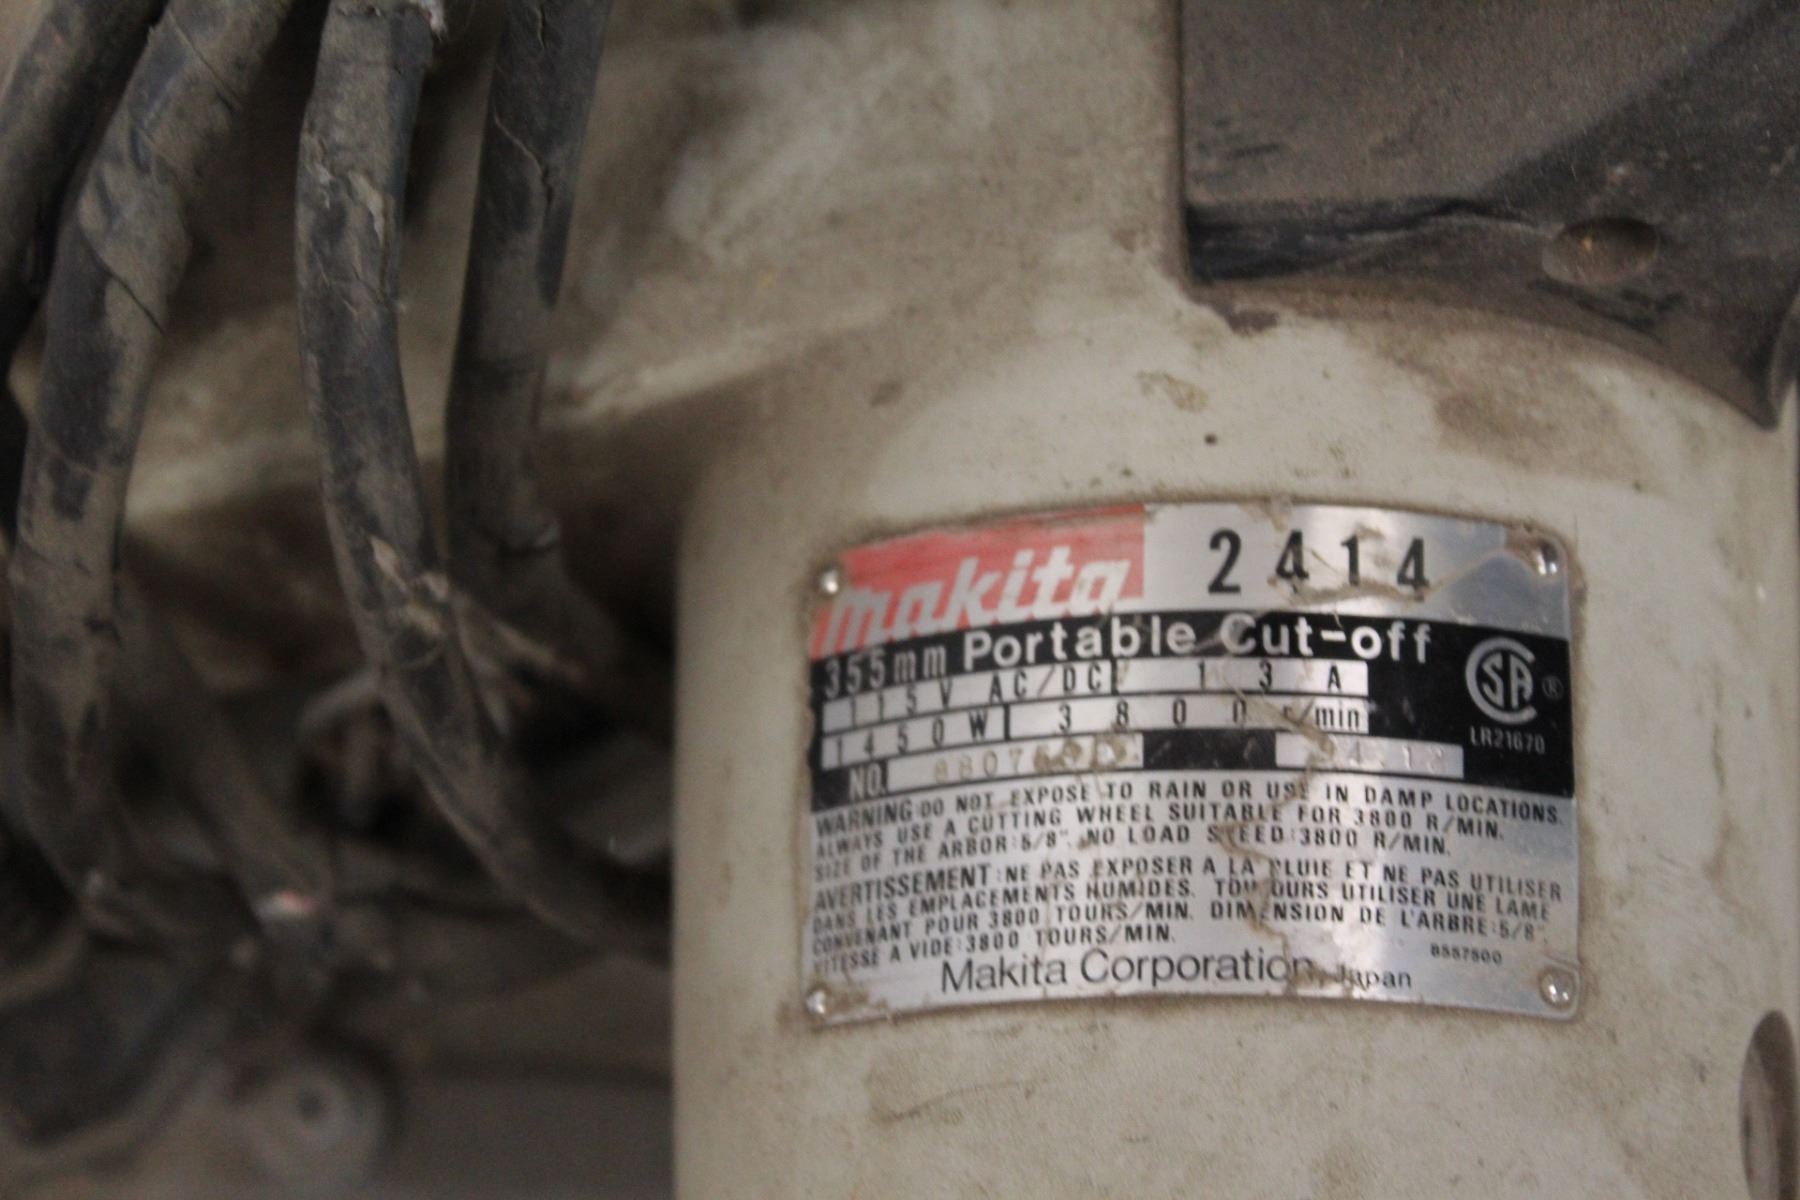 makita 2414
355mm Portable Cut-off
115V AC/DC 13A
1450W 3800 r/min
NO.
CSA ®
LR21670
WARNING:DO NOT EXPOSE TO RAIN OR USE IN DAMP LOCATIONS.
ALWAYS USE A CUTTING WHEEL SUITABLE FOR 3800 R/MIN.
SIZE OF THE ARBOR:5/8". NO LOAD SPEED:3800 R/MIN.
AVERTISSEMENT:NE PAS EXPOSER A LA PLUIE ET NE PAS UTILISER
DANS LES EMPLACEMENTS HUMIDES. TOUJOURS UTILISER UNE LAME
CONVENANT POUR 3800 TOURS/MIN. DIMENSION DE L'ARBRE:5/8".
VITESSE A VIDE:3800 TOURS/MIN.
Makita Corporation, Japan